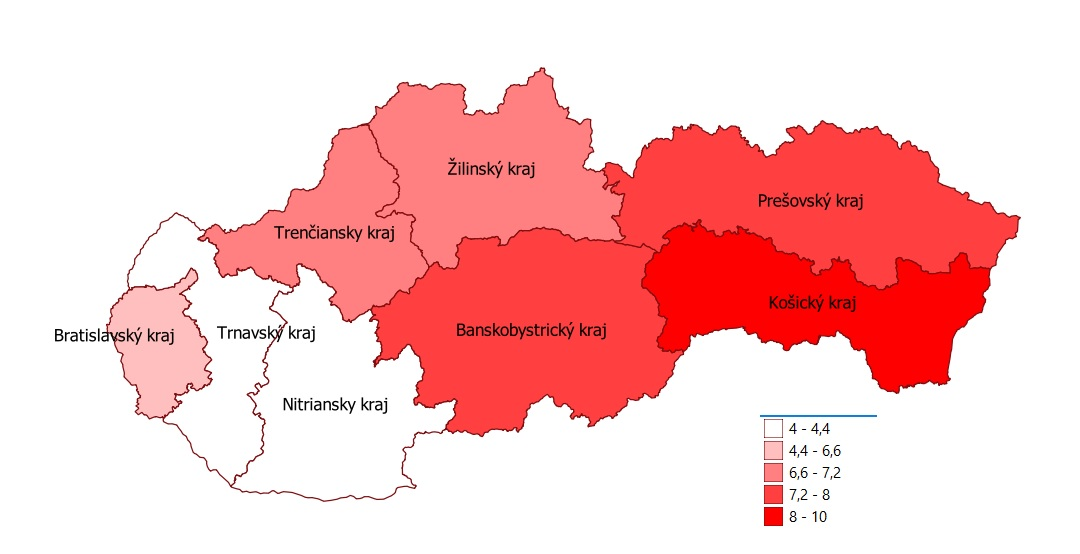 Žilinský kraj
Prešovský kraj
Trenčiansky kraj
Košický kraj
Bratislavský kraj
Trnavský kraj
Banskobystrický kraj
Nitriansky kraj
4 - 4,4
4,4 - 6,6
6,6 - 7,2
7,2 - 8
8 - 10